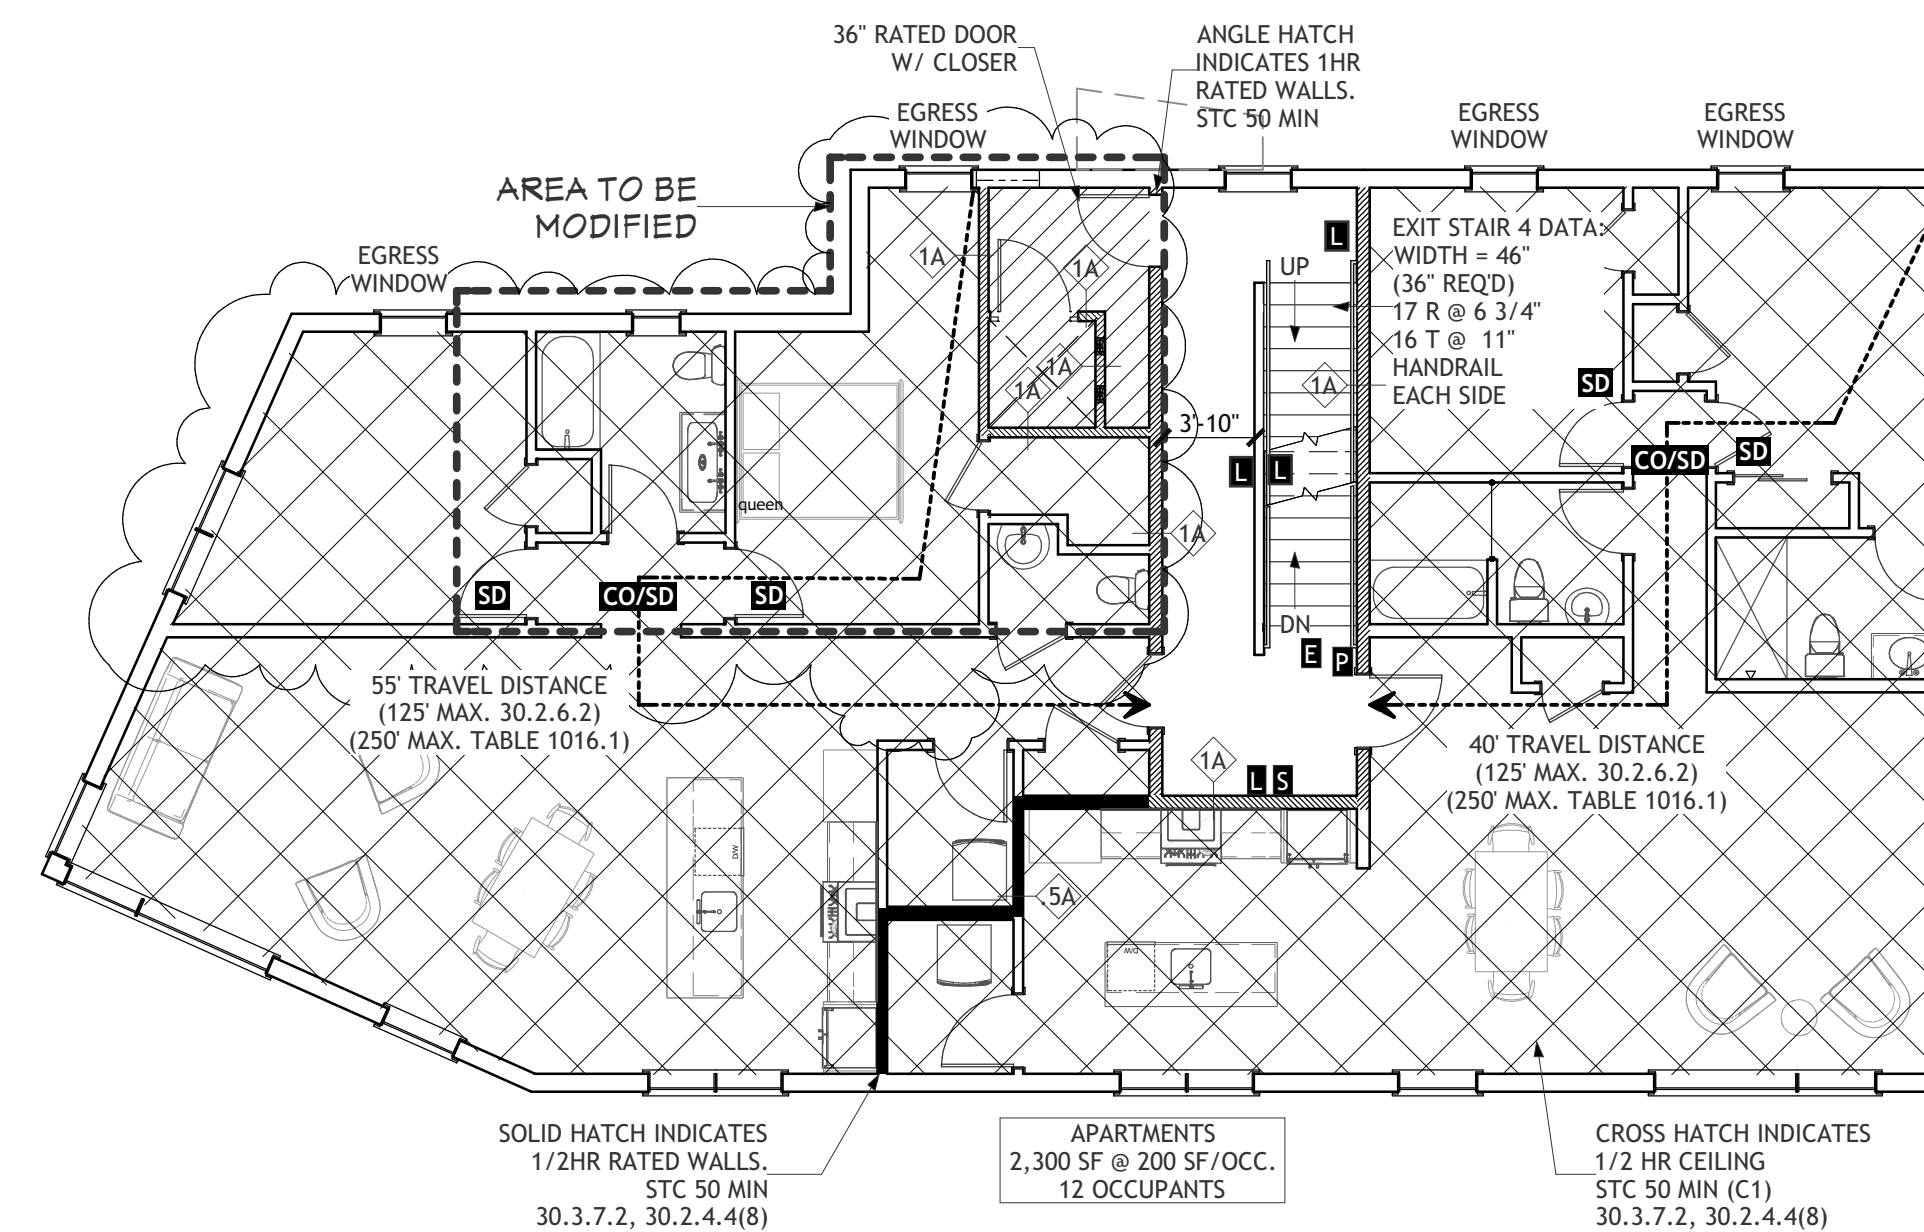 36" RATED DOOR
W/ CLOSER
ANGLE HATCH
INDICATES 1HR
RATED WALLS.
STC 50 MIN
EGRESS
WINDOW
EGRESS
WINDOW
EGRESS
WINDOW
AREA TO BE
MODIFIED
EGRESS
WINDOW
1A
1A
1A
1A
UP
L
EXIT STAIR 4 DATA:
WIDTH = 46"
(36" REQ'D)
17 R @ 6 3/4"
16 T @ 11"
HANDRAIL
EACH SIDE
1A
SD
3'-10"
L
L
CO/SD
SD
queen
1A
SD
CO/SD
SD
DN
E
P
55' TRAVEL DISTANCE
(125' MAX. 30.2.6.2)
(250' MAX. TABLE 1016.1)
40' TRAVEL DISTANCE
(125' MAX. 30.2.6.2)
(250' MAX. TABLE 1016.1)
1A
L
S
D/W
.5A
D/W
SOLID HATCH INDICATES
1/2HR RATED WALLS.
STC 50 MIN
30.3.7.2, 30.2.4.4(8)
APARTMENTS
2,300 SF @ 200 SF/OCC.
12 OCCUPANTS
CROSS HATCH INDICATES
1/2 HR CEILING
STC 50 MIN (C1)
30.3.7.2, 30.2.4.4(8)